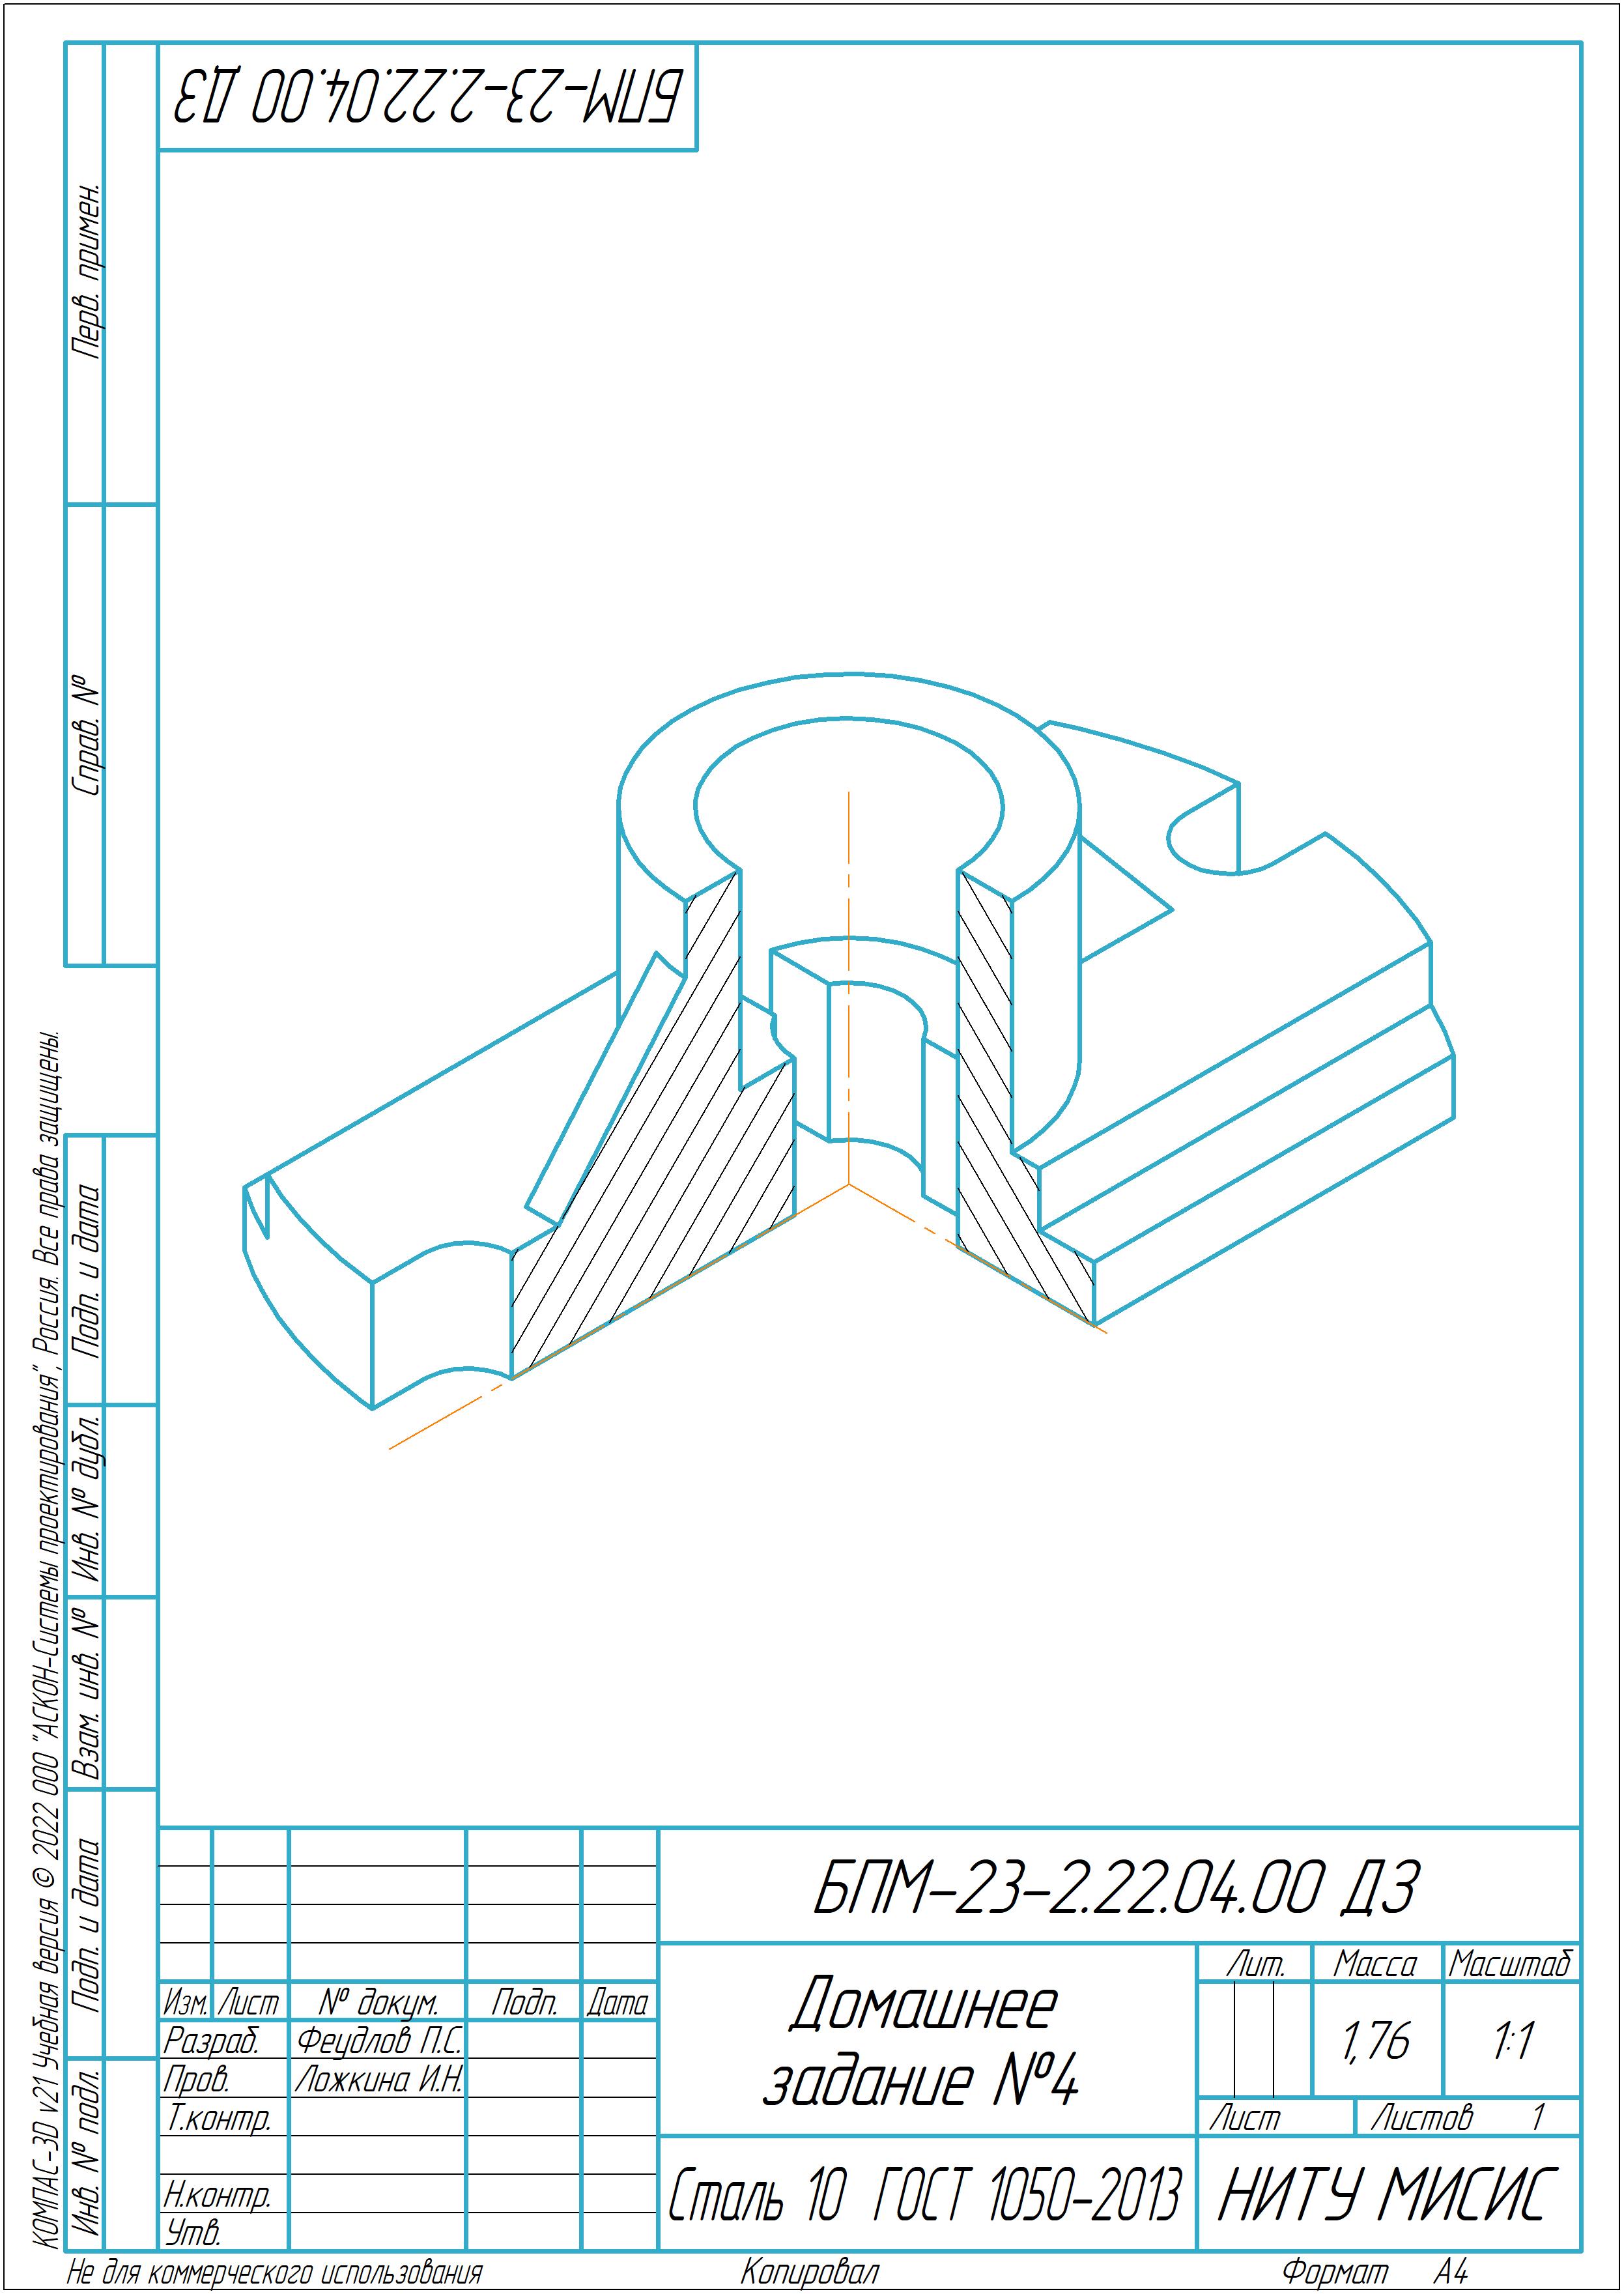 БПМ-23-2.22.04.00 ДЗ
Перв. примен.
Справ. №
Подп. и дата
Инв. № дубл.
Взам. инв. №
Подп. и дата
Инв. № подл.
КОМПАС-3D v21 Учебная версия © 2022 ООО "АСКОН-Системы проектирования", Россия. Все права защищены.
БПМ-23-2.22.04.00 ДЗ
Изм. Лист № докум. Подп. Дата
Разраб. Феудлов П.С.
Пров. Ложкина И.Н.
Т.контр.
Н.контр.
Утв.
Домашнее
задание №4
Лит. Масса Масштаб
1,76 1:1
Лист Листов 1
Сталь 10 ГОСТ 1050-2013
НИТУ МИСИС
Не для коммерческого использования
Копировал
Формат A4